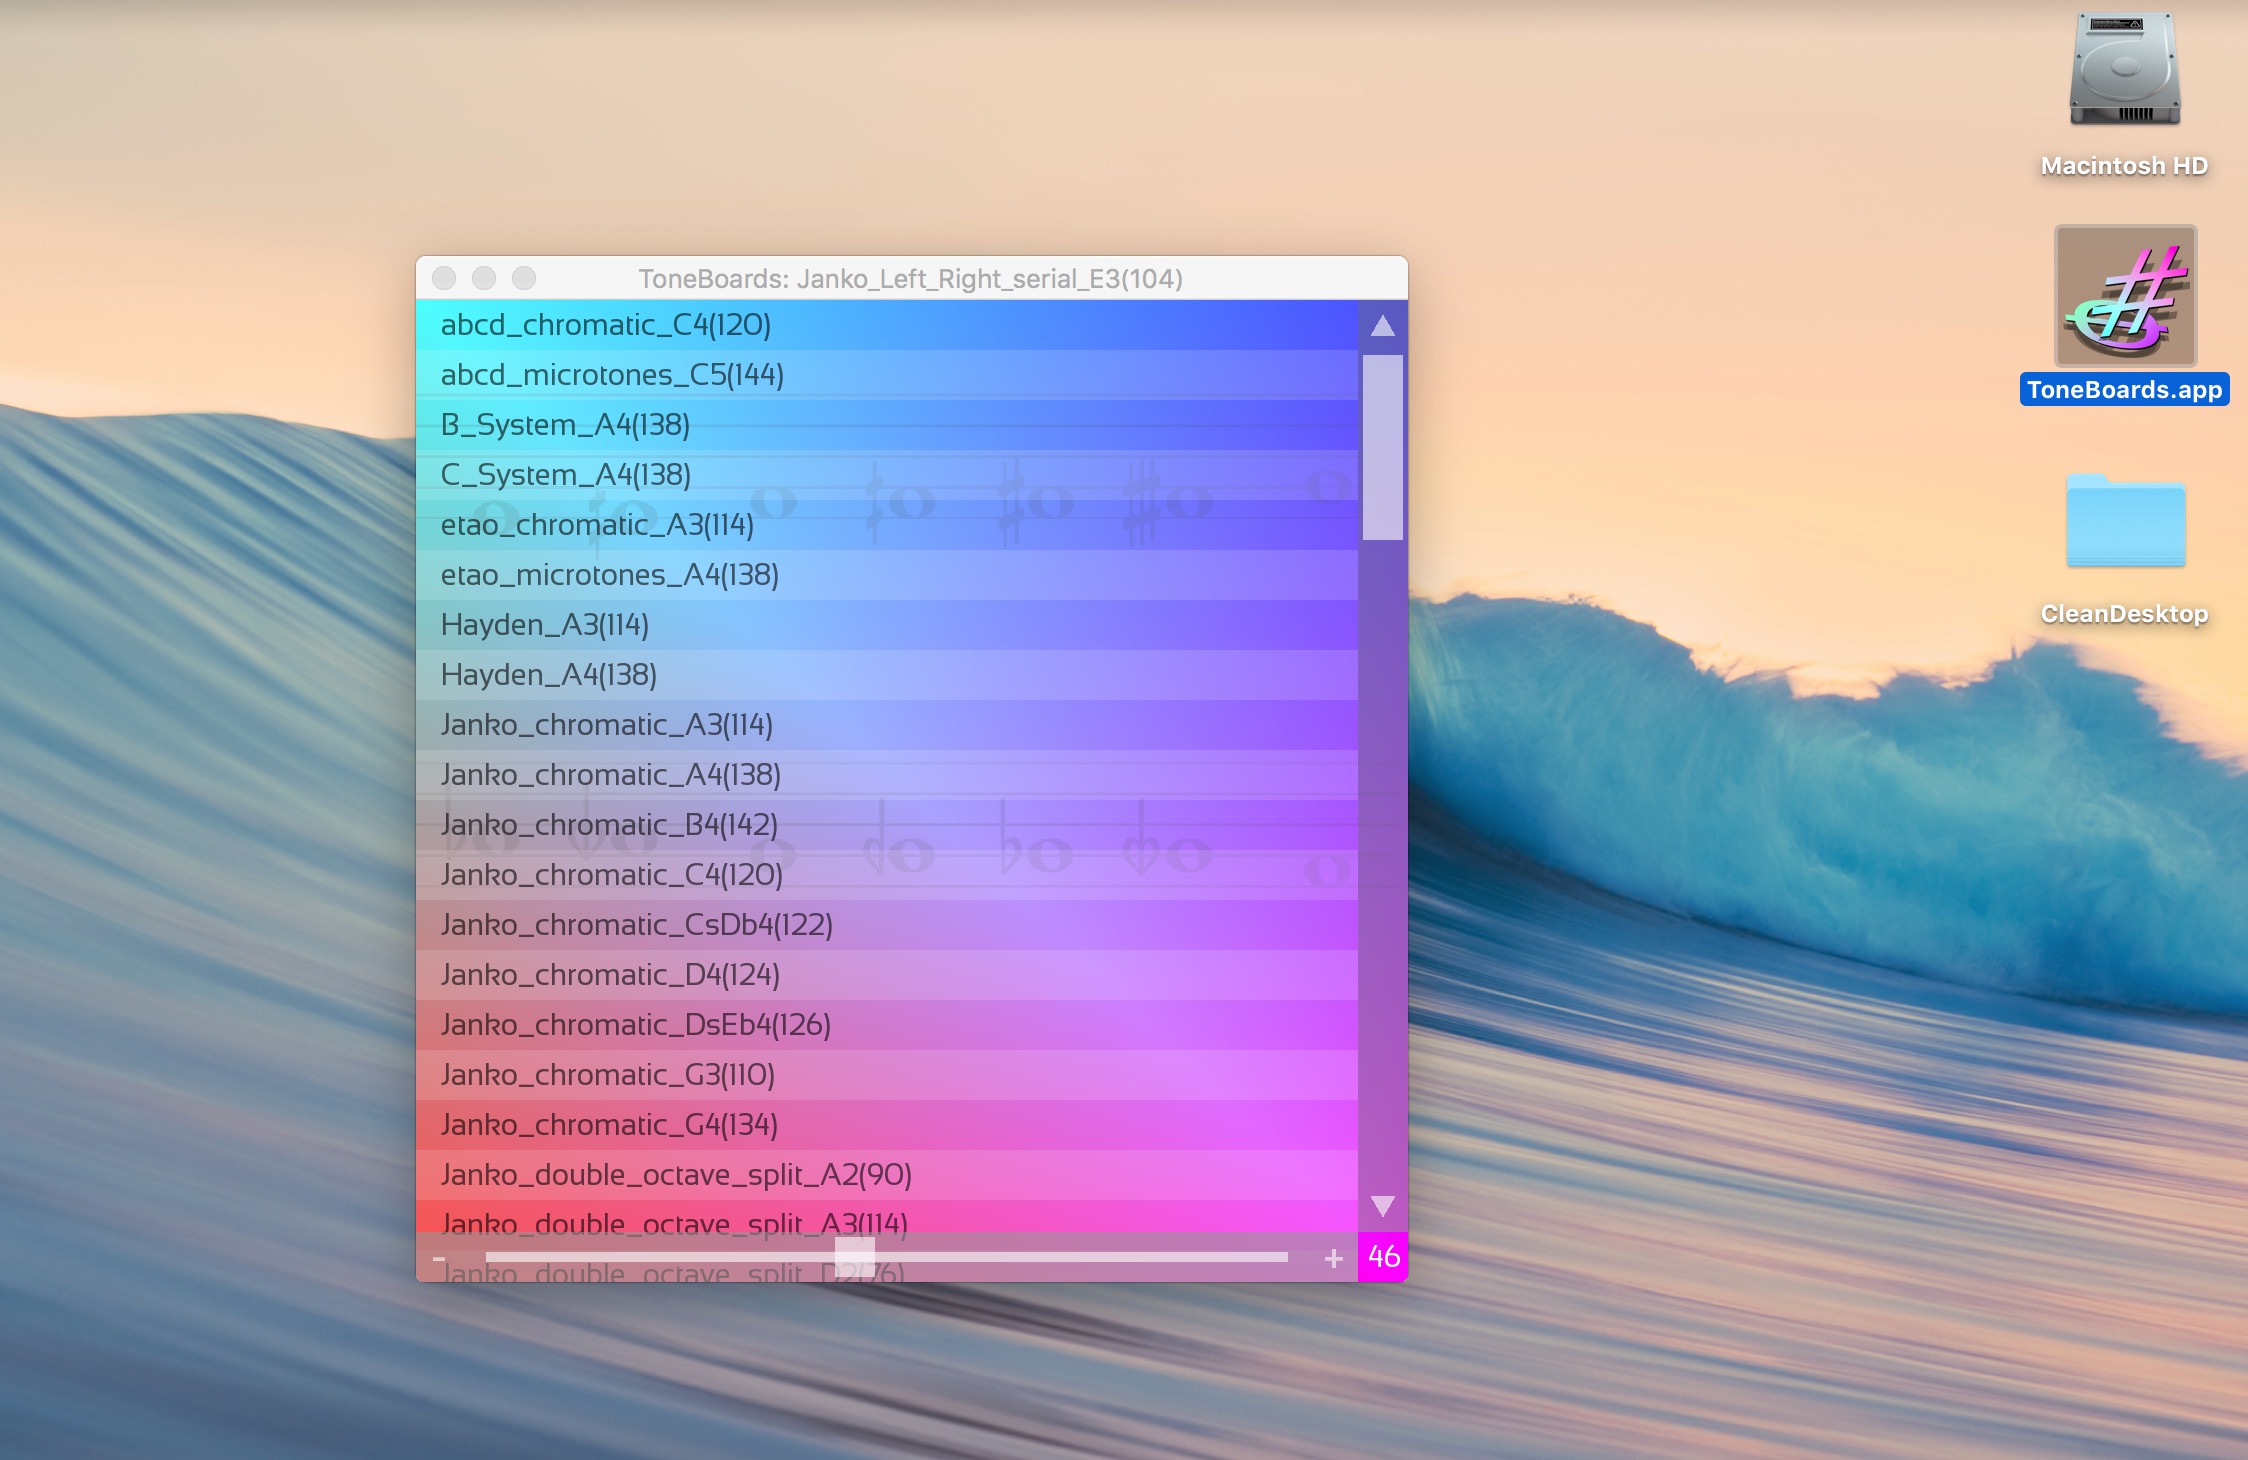 ToneBoards: Janko_Left_Right_serial_E3(104)
abcd_chromatic_C4(120)
abcd_microtones_C5(144)
B_System_A4(138)
C_System_A4(138)
etao_chromatic_A3(114)
etao_microtones_A4(138)
Hayden_A3(114)
Hayden_A4(138)
Janko_chromatic_A3(114)
Janko_chromatic_A4(138)
Janko_chromatic_B4(142)
Janko_chromatic_C4(120)
Janko_chromatic_CsDb4(122)
Janko_chromatic_D4(124)
Janko_chromatic_DsEb4(126)
Janko_chromatic_G3(110)
Janko_chromatic_G4(134)
Janko_double_octave_split_A2(90)
Janko_double_octave_split_A3(114)
Janko_double_octave_split_D2(76)
- + 46
Macintosh HD
ToneBoards.app
CleanDesktop